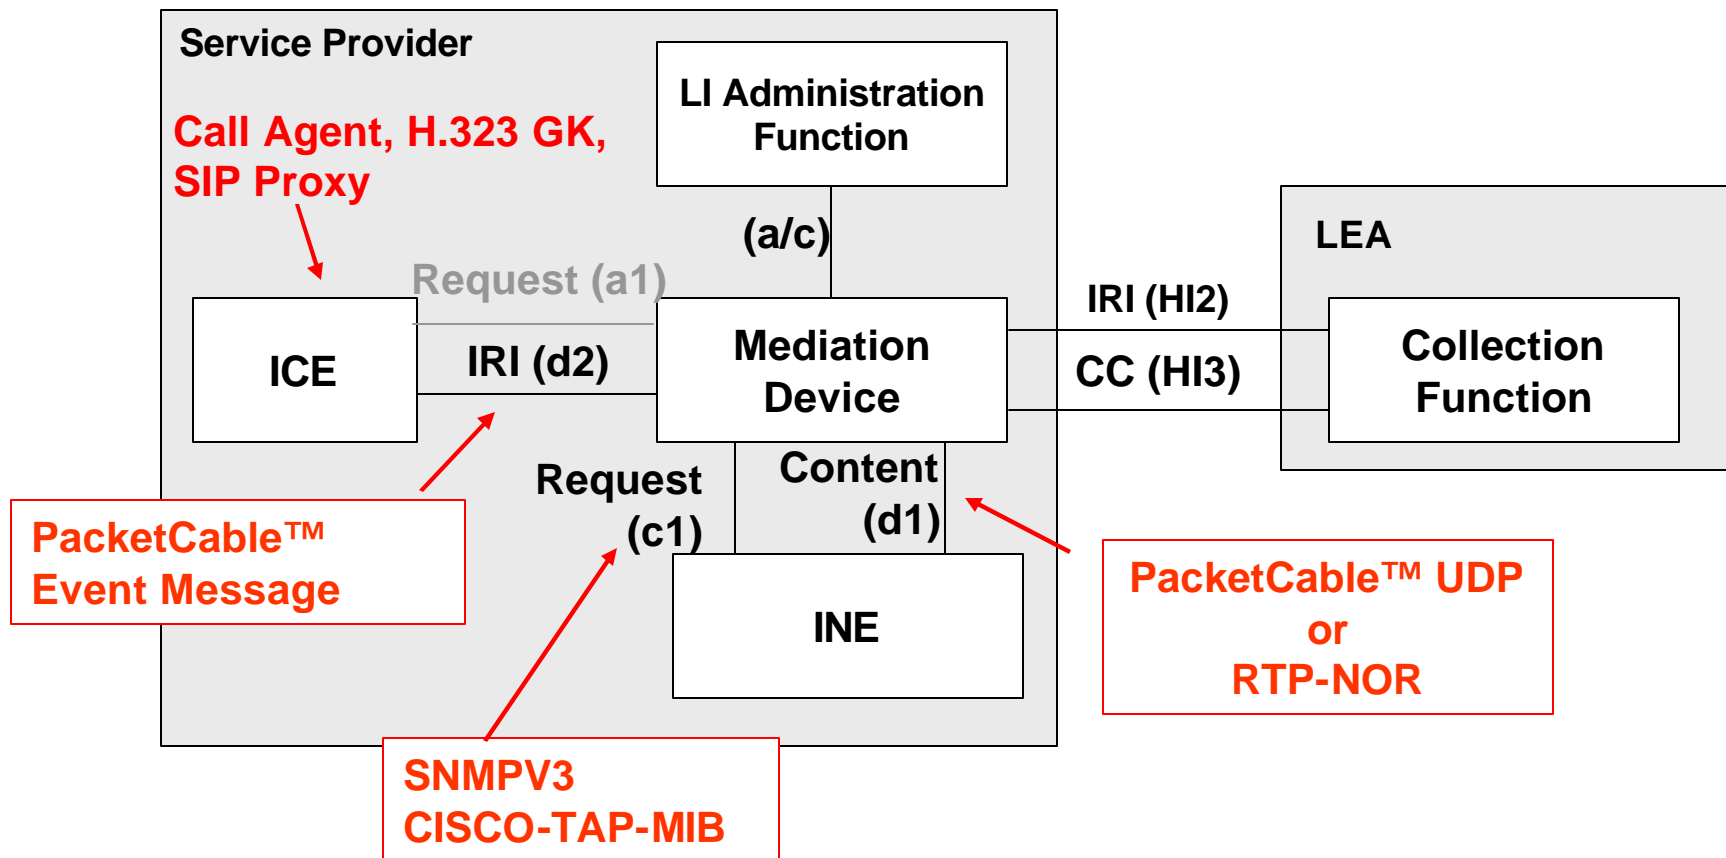 Service Provider
LI Administration
Function
Call Agent, H.323 GK,
SIP Proxy
(a/c)
LEA
Request (a1)
IRI (HI2)
ICE
IRI (d2)
Mediation
Device
CC (HI3)
Collection
Function
Request
(c1)
Content
(d1)
PacketCable™
Event Message
INE
PacketCable™ UDP
or
RTP-NOR
SNMPV3
CISCO-TAP-MIB